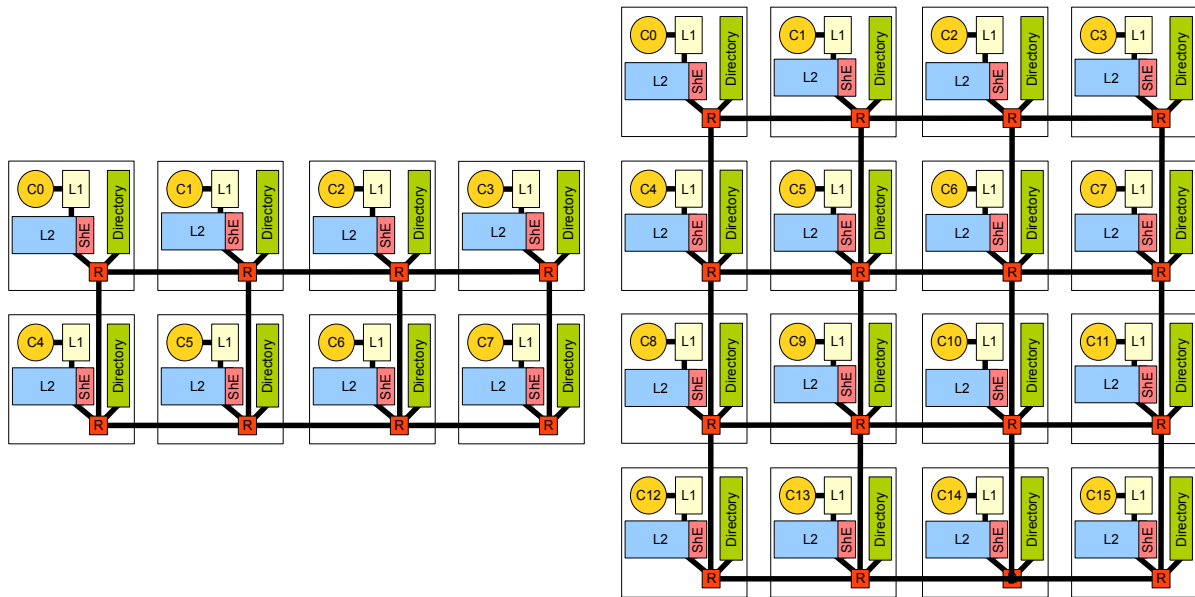 C0 L1 Directory
L2 ShE
R
C1 L1 Directory
L2 ShE
R
C2 L1 Directory
L2 ShE
R
C3 L1 Directory
L2 ShE
R
C4 L1 Directory
L2 ShE
R
C5 L1 Directory
L2 ShE
R
C6 L1 Directory
L2 ShE
R
C7 L1 Directory
L2 ShE
R
C0 L1 Directory
L2 ShE
R
C1 L1 Directory
L2 ShE
R
C2 L1 Directory
L2 ShE
R
C3 L1 Directory
L2 ShE
R
C4 L1 Directory
L2 ShE
R
C5 L1 Directory
L2 ShE
R
C6 L1 Directory
L2 ShE
R
C7 L1 Directory
L2 ShE
R
C8 L1 Directory
L2 ShE
R
C9 L1 Directory
L2 ShE
R
C10 L1 Directory
L2 ShE
R
C11 L1 Directory
L2 ShE
R
C12 L1 Directory
L2 ShE
R
C13 L1 Directory
L2 ShE
R
C14 L1 Directory
L2 ShE
C15 L1 Directory
L2 ShE
R